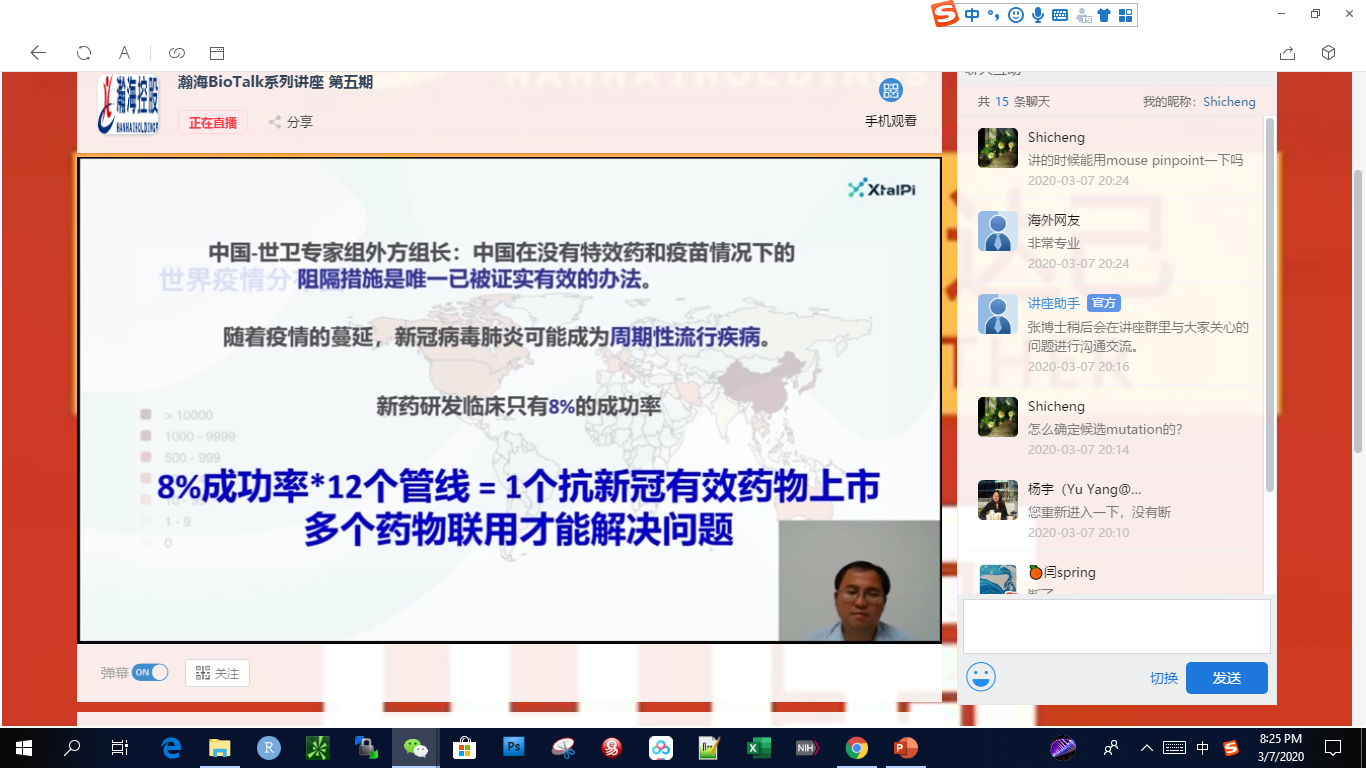 中
瀚海控股
HANHAIHOLDINGP
瀚海BioTalk系列讲座 第五期
正在直播
分享
手机观看
XtalPi
中国-世卫专家组外方组长：中国在没有特效药和疫苗情况下的
阻隔措施是唯一已被证实有效的办法。
世界疫情分
随着疫情的蔓延，新冠病毒肺炎可能成为周期性流行疾病。
新药研发临床只有8%的成功率
> 10000
1000 - 9999
500 - 999
1 - 9
0
8%成功率*12个管线 = 1个抗新冠有效药物上市
多个药物联用才能解决问题
弹幕
ON
关注
共 15 条聊天
我的昵称：Shicheng
Shicheng
讲的时候能用mouse pinpoint一下吗
2020-03-07 20:24
海外网友
非常专业
2020-03-07 20:24
讲座助手 官方
张博士稍后会在讲座群里与大家关心的
问题进行沟通交流。
2020-03-07 20:16
Shicheng
怎么确定候选mutation的?
2020-03-07 20:14
杨宇（Yu Yang@...
您重新进入一下，没有断
2020-03-07 20:10
闫spring
切换
发送
Ps
NIH
中
8:25 PM
3/7/2020